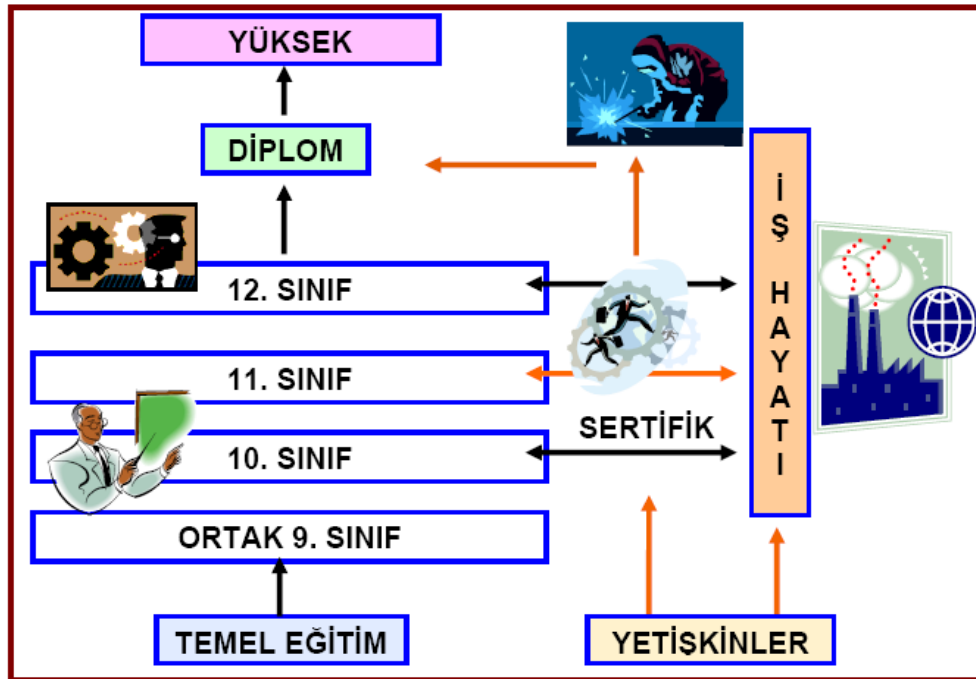 YÜKSEK
DİPLOM
12. SINIF
11. SINIF
SERTİFİK
10. SINIF
ORTAK 9. SINIF
TEMEL EĞİTİM
YETİŞKİNLER
İŞ HAYATI